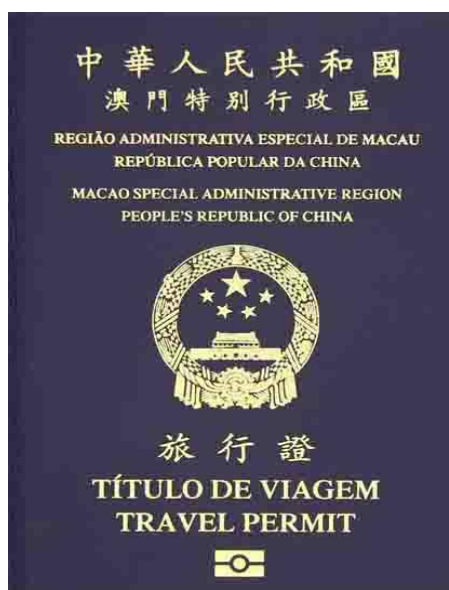 中華人民共和國
澳門特別行政區
REGIÃO ADMINISTRATIVA ESPECIAL DE MACAU
REPÚBLICA POPULAR DA CHINA
MACAO SPECIAL ADMINISTRATIVE REGION
PEOPLE'S REPUBLIC OF CHINA
旅行證
TÍTULO DE VIAGEM
TRAVEL PERMIT